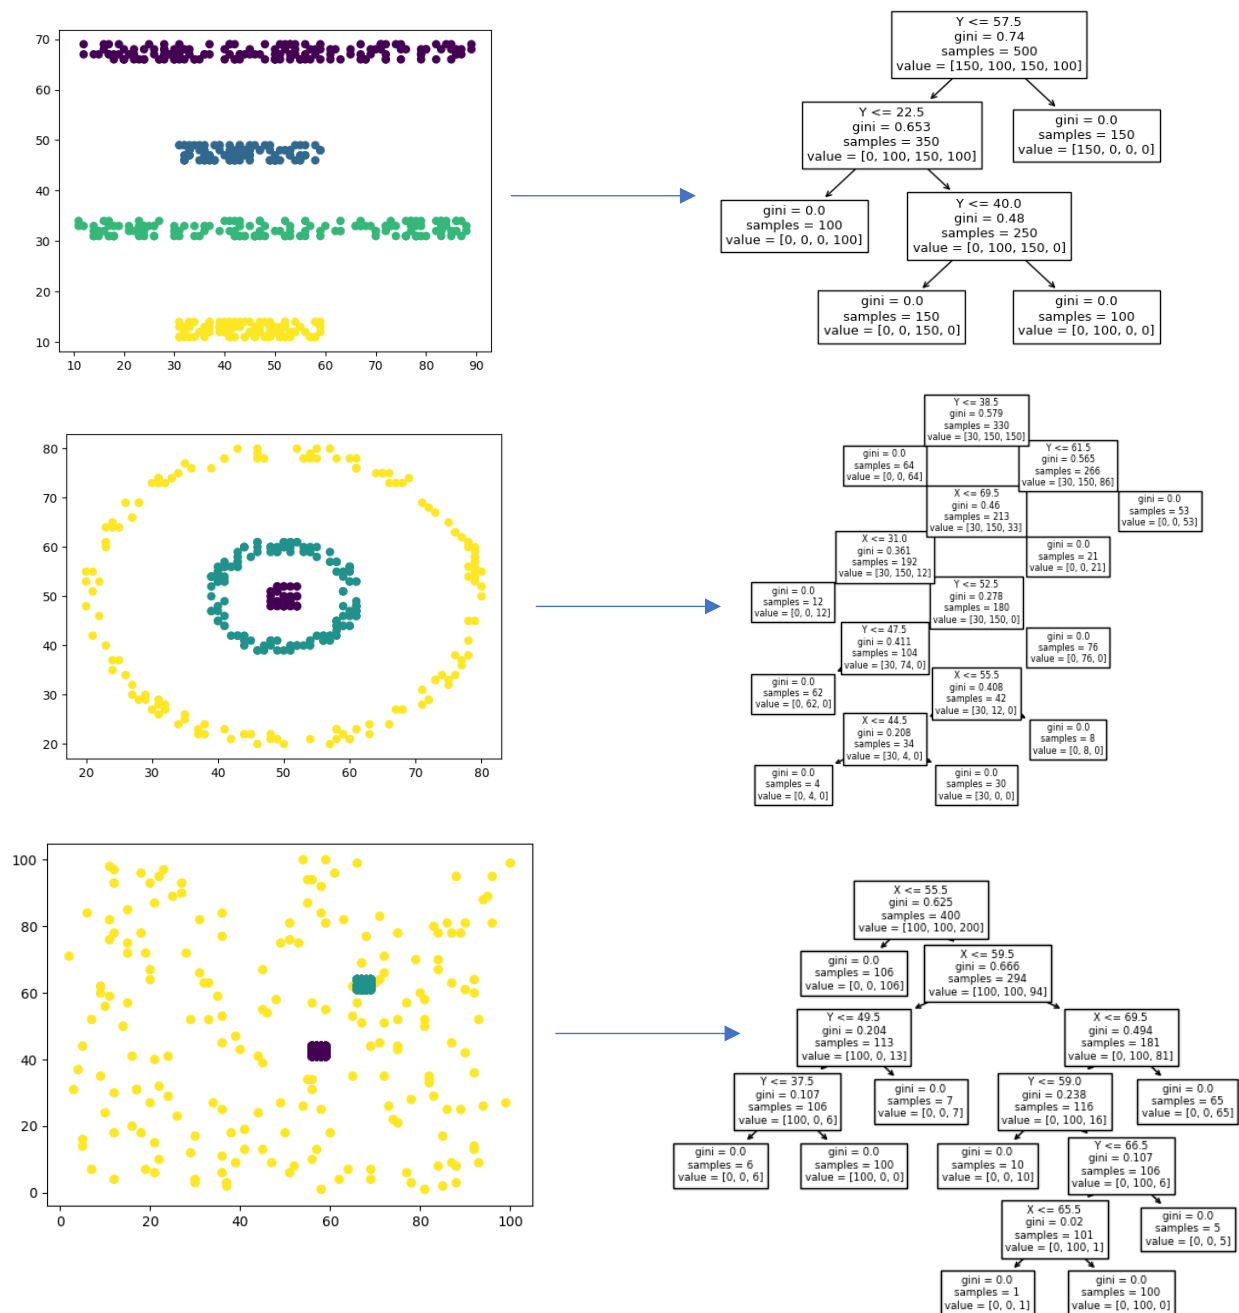 70
60
50
40
30
20
10
10 20 30 40 50 60 70 80 90
Y <= 57.5
gini = 0.74
samples = 500
value = [150, 100, 150, 100]
Y <= 22.5
gini = 0.653
samples = 350
value = [0, 100, 150, 100]
gini = 0.0
samples = 150
value = [150, 0, 0, 0]
gini = 0.0
samples = 100
value = [0, 0, 0, 100]
Y <= 40.0
gini = 0.48
samples = 250
value = [0, 100, 150, 0]
gini = 0.0
samples = 150
value = [0, 0, 150, 0]
gini = 0.0
samples = 100
value = [0, 100, 0, 0]
80
70
60
50
40
30
20
20 30 40 50 60 70 80
Y <= 38.5
gini = 0.579
samples = 330
value = [30, 150, 150]
gini = 0.0
samples = 64
value = [0, 0, 64]
Y <= 61.5
gini = 0.565
samples = 266
value = [30, 150, 86]
X <= 69.5
gini = 0.46
samples = 213
value = [30, 150, 33]
gini = 0.0
samples = 53
value = [0, 0, 53]
X <= 31.0
gini = 0.361
samples = 192
value = [30, 150, 12]
gini = 0.0
samples = 21
value = [0, 0, 21]
gini = 0.0
samples = 12
value = [0, 0, 12]
Y <= 52.5
gini = 0.278
samples = 180
value = [30, 150, 0]
Y <= 47.5
gini = 0.411
samples = 104
value = [30, 74, 0]
gini = 0.0
samples = 76
value = [0, 76, 0]
gini = 0.0
samples = 62
value = [0, 62, 0]
X <= 55.5
gini = 0.408
samples = 42
value = [30, 12, 0]
X <= 44.5
gini = 0.208
samples = 34
value = [30, 4, 0]
gini = 0.0
samples = 8
value = [0, 8, 0]
gini = 0.0
samples = 4
value = [0, 4, 0]
gini = 0.0
samples = 30
value = [30, 0, 0]
100
80
60
40
20
0
0 20 40 60 80 100
X <= 55.5
gini = 0.625
samples = 400
value = [100, 100, 200]
gini = 0.0
samples = 106
value = [0, 0, 106]
X <= 59.5
gini = 0.666
samples = 294
value = [100, 100, 94]
Y <= 49.5
gini = 0.204
samples = 113
value = [100, 0, 13]
X <= 69.5
gini = 0.494
samples = 181
value = [0, 100, 81]
Y <= 37.5
gini = 0.107
samples = 106
value = [100, 0, 6]
gini = 0.0
samples = 7
value = [0, 0, 7]
Y <= 59.0
gini = 0.238
samples = 116
value = [0, 100, 16]
gini = 0.0
samples = 65
value = [0, 0, 65]
gini = 0.0
samples = 6
value = [0, 0, 6]
gini = 0.0
samples = 100
value = [100, 0, 0]
gini = 0.0
samples = 10
value = [0, 0, 10]
Y <= 66.5
gini = 0.107
samples = 106
value = [0, 100, 6]
X <= 65.5
gini = 0.02
samples = 101
value = [0, 100, 1]
gini = 0.0
samples = 5
value = [0, 0, 5]
gini = 0.0
samples = 1
value = [0, 0, 1]
gini = 0.0
samples = 100
value = [0, 100, 0]